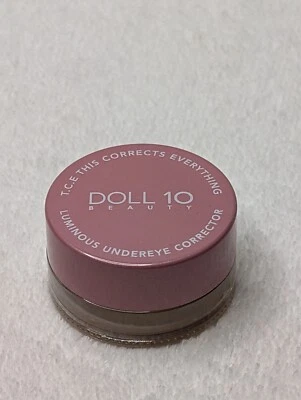 T.C.E THIS CORRECTS EVERYTHING
DOLL 10
BEAUTY
LUMINOUS UNDEREYE CORRECTOR